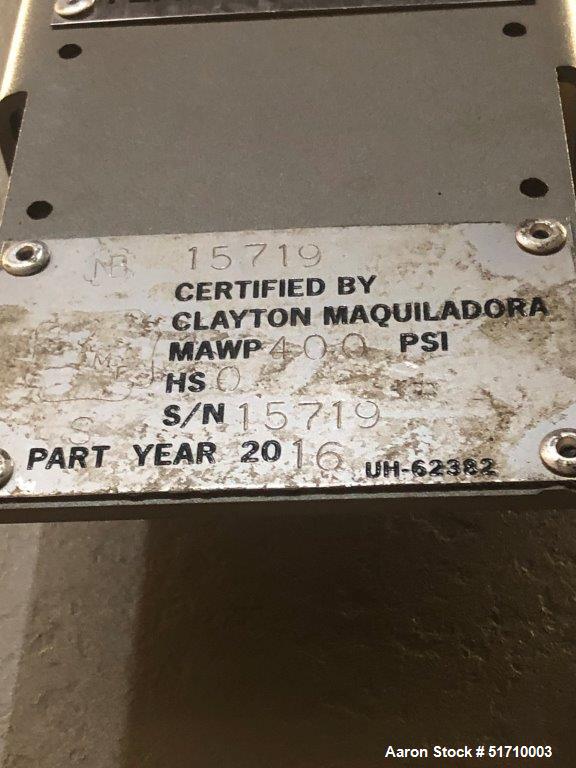 NB 15719
CERTIFIED BY
CLAYTON MAQUILADORA
MAWP 400 PSI
HS 0
S/N 15719
S
PART YEAR 2016 UH-62382
Aaron Stock # 51710003